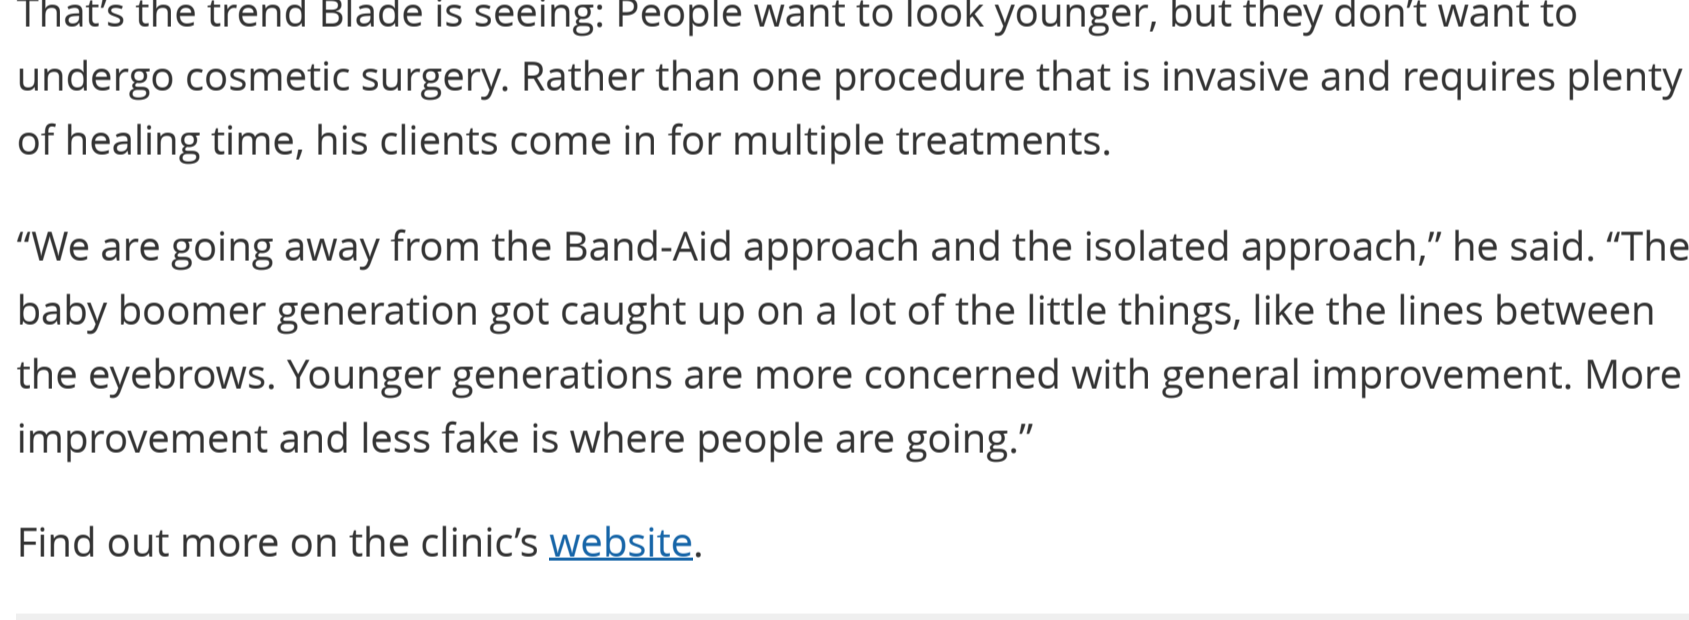 That’s the trend Blade is seeing: People want to look younger, but they don’t want to
undergo cosmetic surgery. Rather than one procedure that is invasive and requires plenty
of healing time, his clients come in for multiple treatments.
“We are going away from the Band-Aid approach and the isolated approach,” he said. “The
baby boomer generation got caught up on a lot of the little things, like the lines between
the eyebrows. Younger generations are more concerned with general improvement. More
improvement and less fake is where people are going.”
Find out more on the clinic’s website.